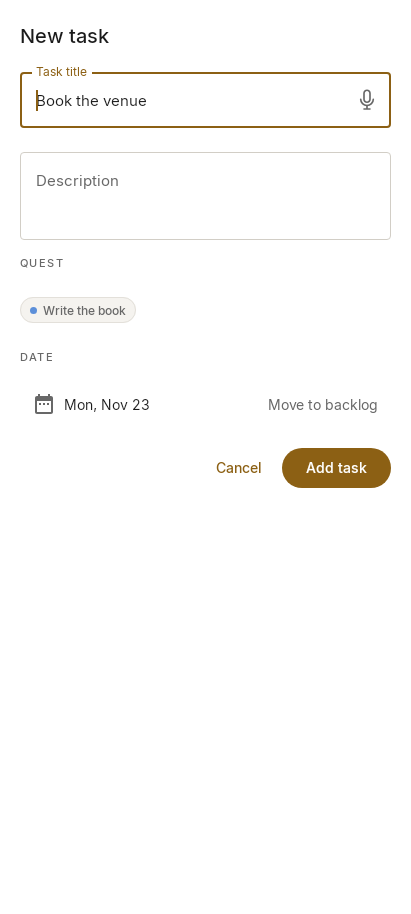 New task
Task title
Book the venue
Description
QUEST
Write the book
DATE
Mon, Nov 23
Move to backlog
Cancel
Add task